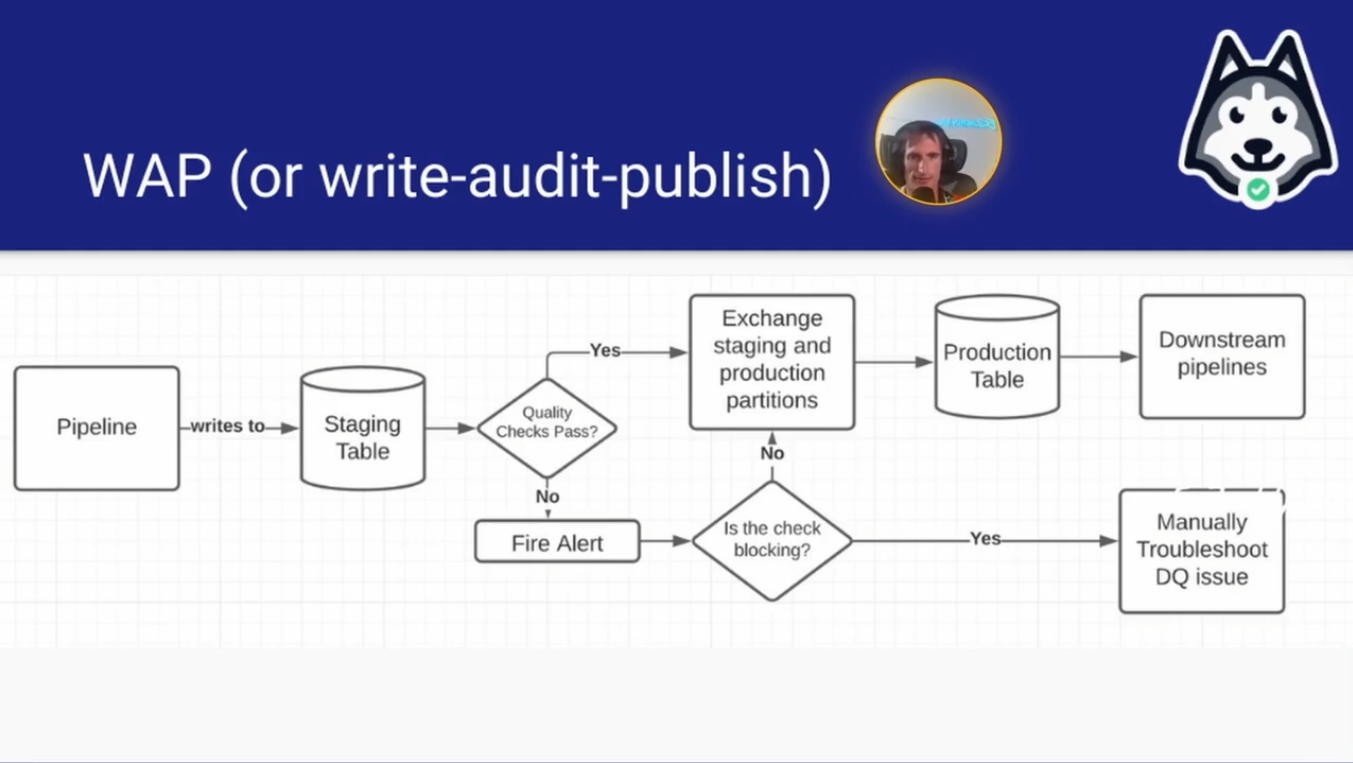 WAP (or write-audit-publish)
Pipeline
writes to
Staging
Table
Quality
Checks Pass?
Yes
Exchange
staging and
production
partitions
Production
Table
Downstream
pipelines
No
Fire Alert
Is the check
blocking?
No
Yes
Manually
Troubleshoot
DQ issue